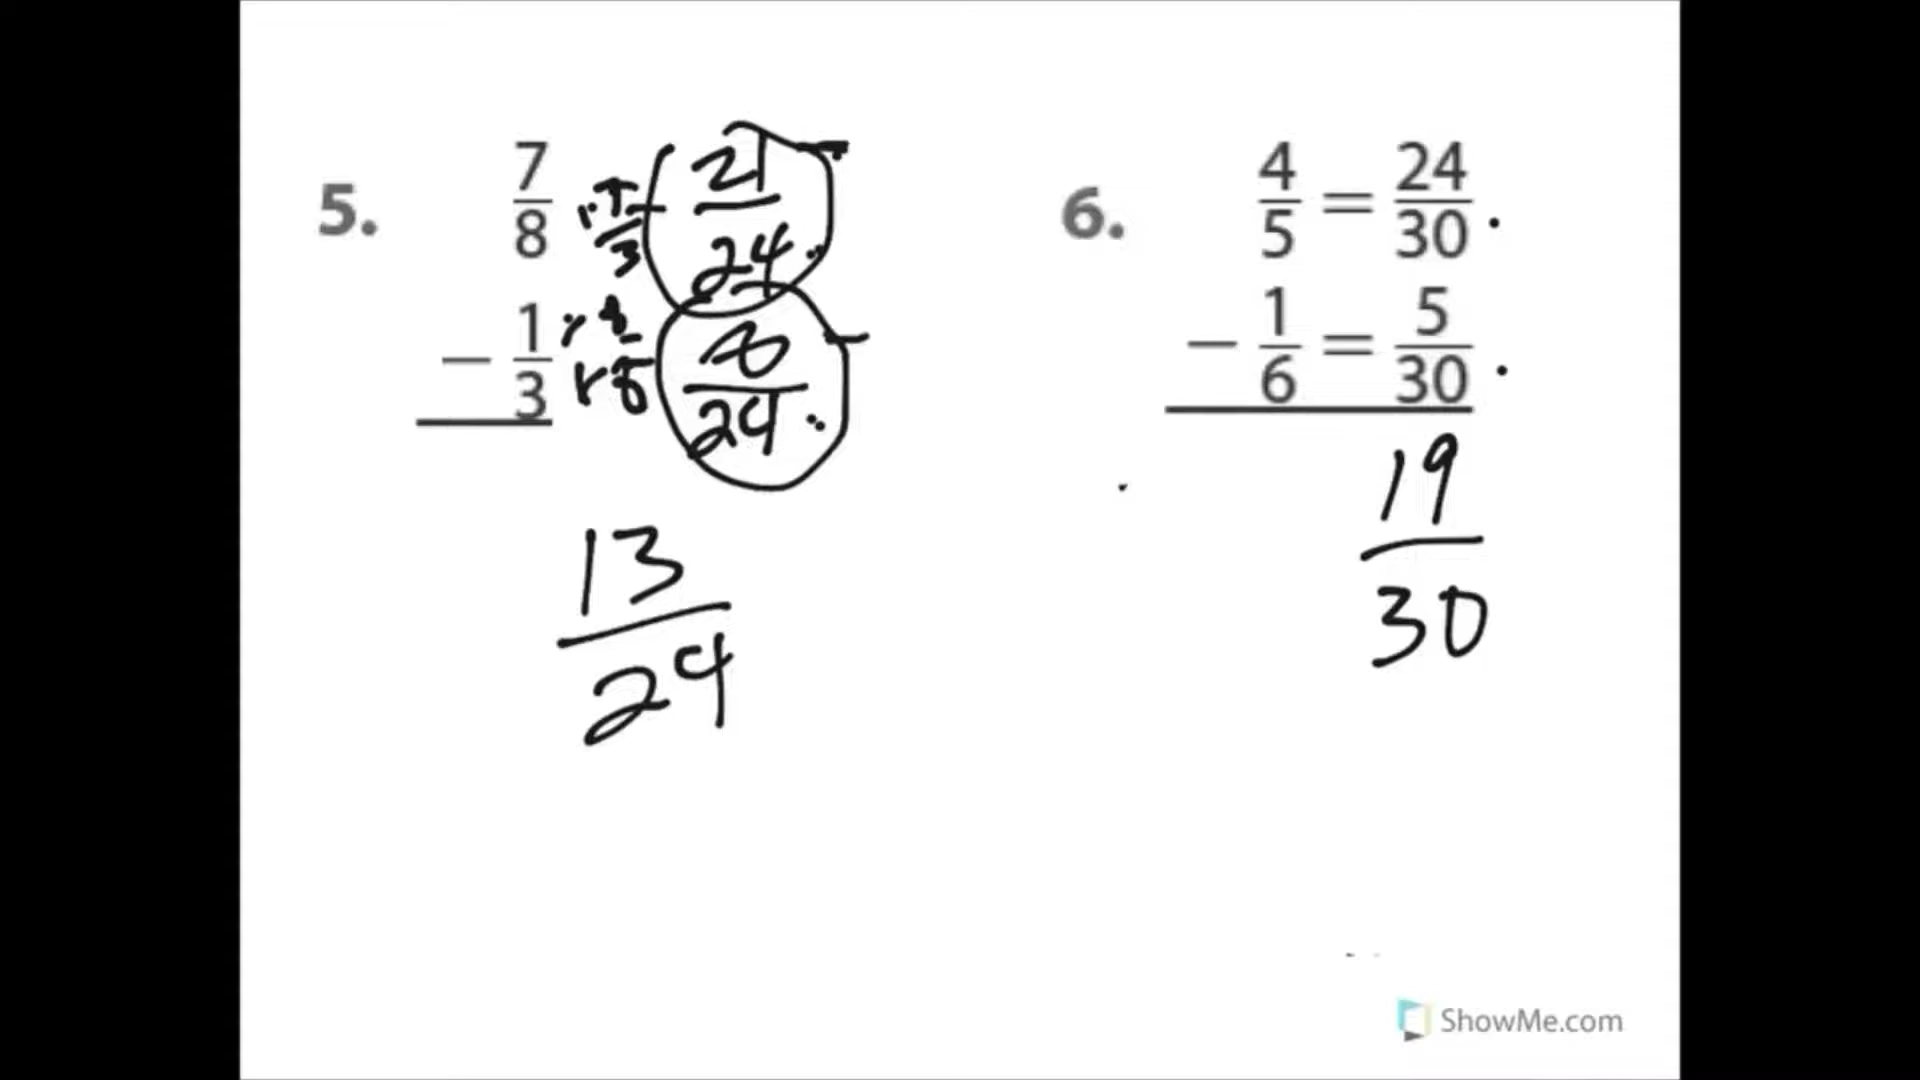 5.
7/8 = 21/24
- 1/3 = 8/24
13/24
6.
4/5 = 24/30
- 1/6 = 5/30
19/30
ShowMe.com